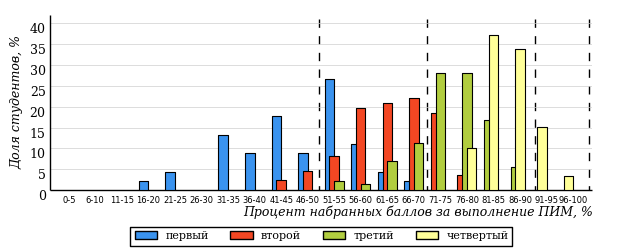 Доля студентов, %
40
35
30
25
20
15
10
5
0
0-5 6-10 11-15 16-20 21-25 26-30 31-35 36-40 41-45 46-50 51-55 56-60 61-65 66-70 71-75 76-80 81-85 86-90 91-95 96-100
Процент набранных баллов за выполнение ПИМ, %
первый второй третий четвертый